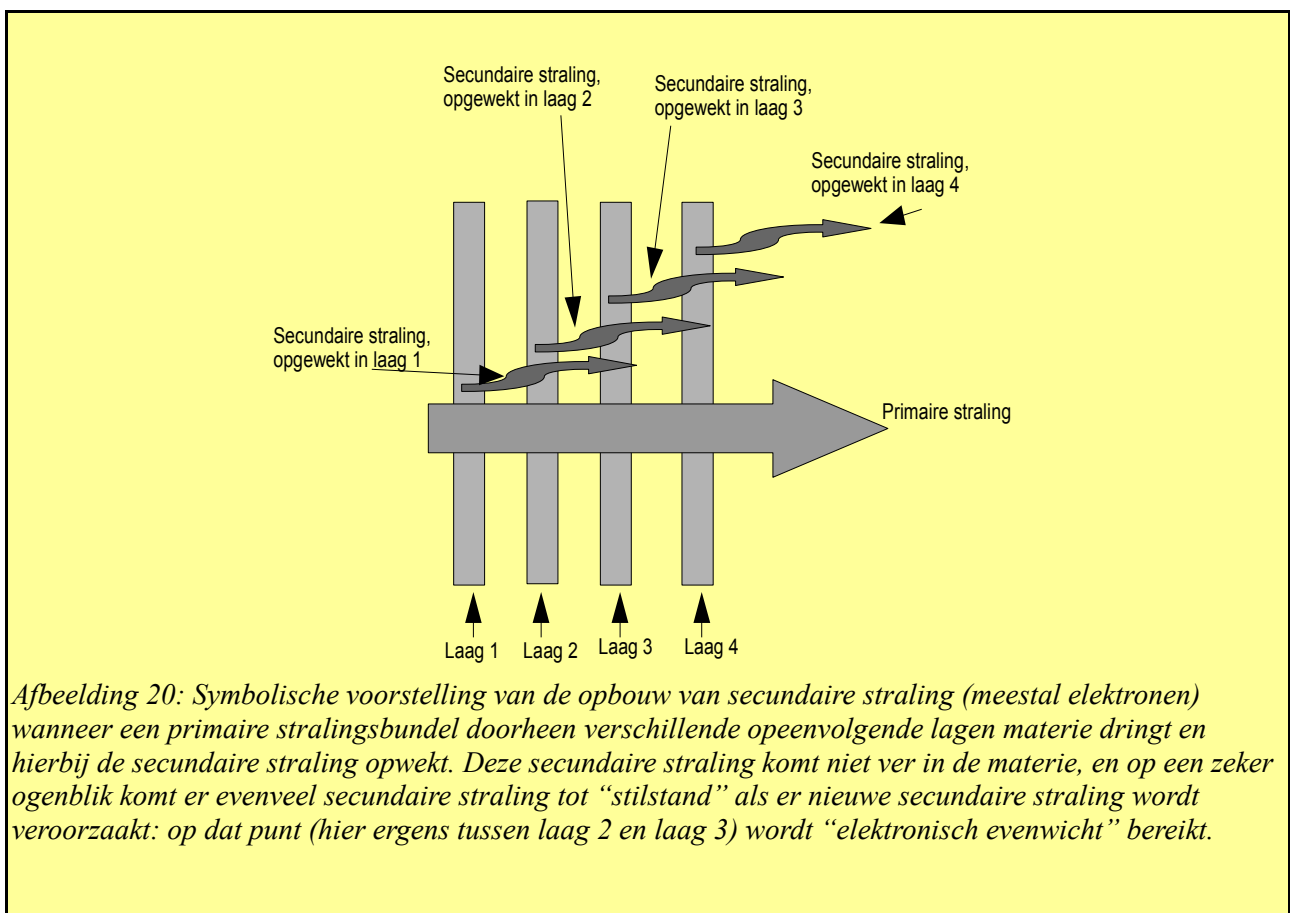 Secundaire straling,
opgewekt in laag 2
Secundaire straling,
opgewekt in laag 3
Secundaire straling,
opgewekt in laag 4
Secundaire straling,
opgewekt in laag 1
Primaire straling
Laag 1
Laag 2
Laag 3
Laag 4
Afbeelding 20: Symbolische voorstelling van de opbouw van secundaire straling (meestal elektronen)
wanneer een primaire stralingsbundel doorheen verschillende opeenvolgende lagen materie dringt en
hierbij de secundaire straling opwekt. Deze secundaire straling komt niet ver in de materie, en op een zeker
ogenblik komt er evenveel secundaire straling tot “stilstand” als er nieuwe secundaire straling wordt
veroorzaakt: op dat punt (hier ergens tussen laag 2 en laag 3) wordt “elektronisch evenwicht” bereikt.